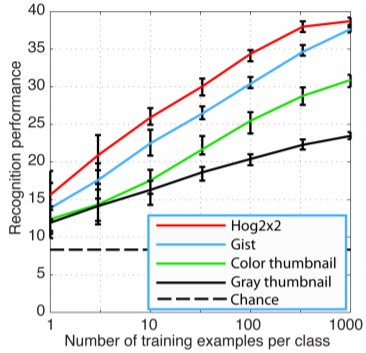 Recognition performance
40
35
30
25
20
15
10
5
0
Hog2x2
Gist
Color thumbnail
Gray thumbnail
Chance
1 10 100 1000
Number of training examples per class